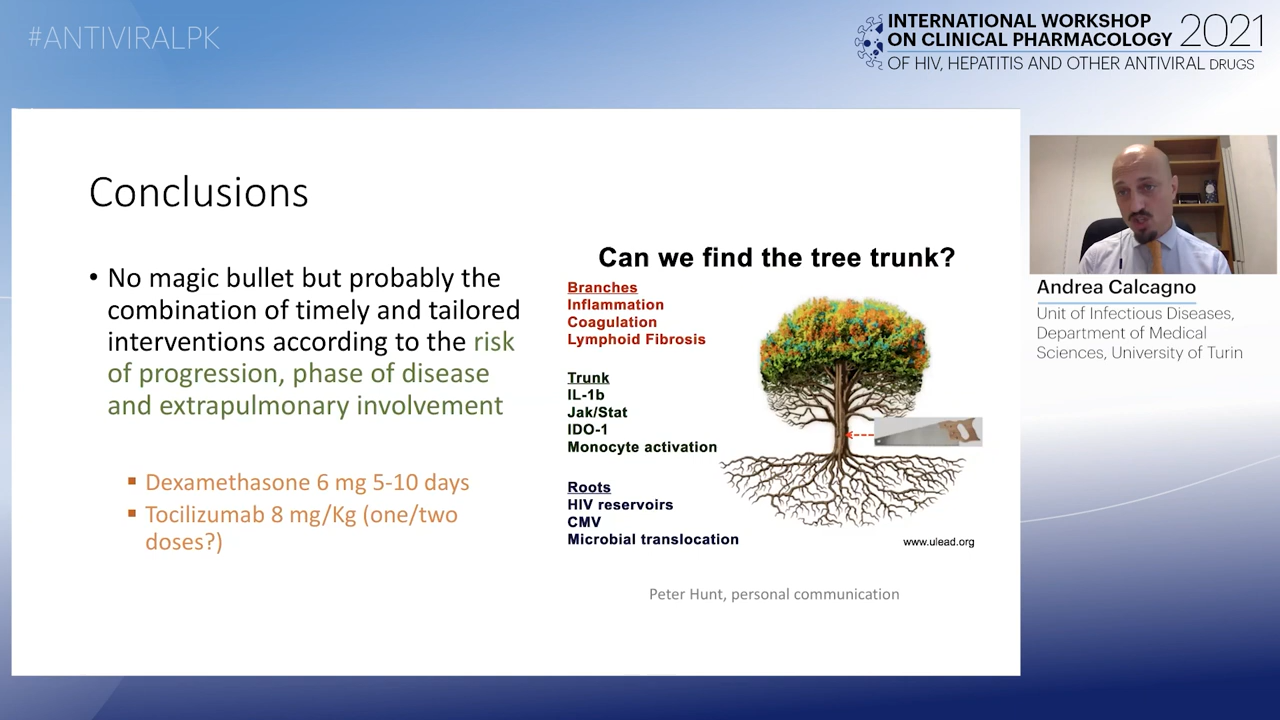 #ANTIVIRALPK
INTERNATIONAL WORKSHOP
ON CLINICAL PHARMACOLOGY 2021
OF HIV, HEPATITIS AND OTHER ANTIVIRAL DRUGS
Conclusions
• No magic bullet but probably the
combination of timely and tailored
interventions according to the risk
of progression, phase of disease
and extrapulmonary involvement
▪ Dexamethasone 6 mg 5-10 days
▪ Tocilizumab 8 mg/Kg (one/two
doses?)
Can we find the tree trunk?
Branches
Inflammation
Coagulation
Lymphoid Fibrosis
Trunk
IL-1b
Jak/Stat
IDO-1
Monocyte activation
Roots
HIV reservoirs
CMV
Microbial translocation
www.ulead.org
Peter Hunt, personal communication
Andrea Calcagno
Unit of Infectious Diseases,
Department of Medical
Sciences, University of Turin